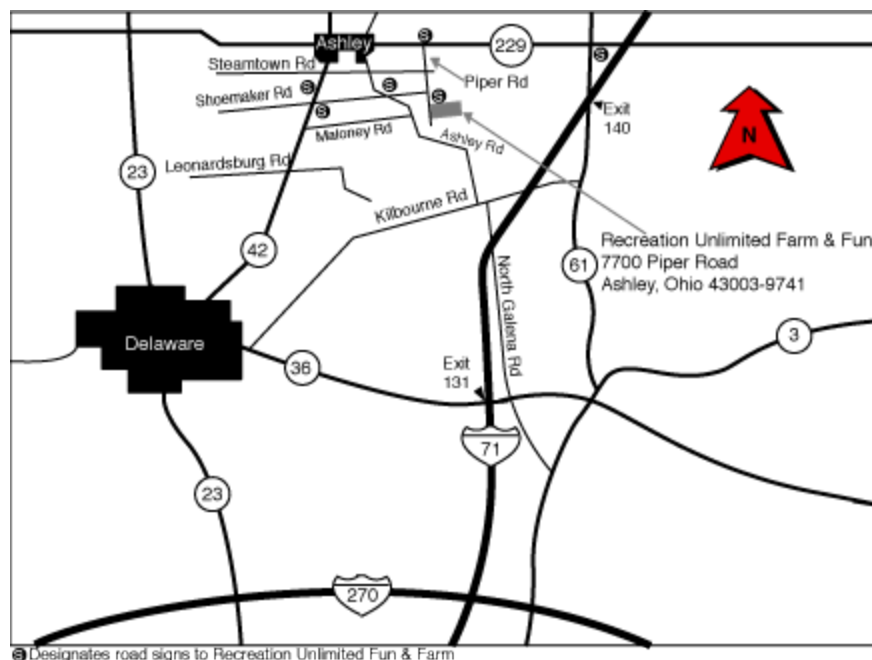 Ashley
229
Steamtown Rd
Piper Rd
Shoemaker Rd
S
S
S
S
S
S
Exit
140
Maloney Rd
Ashley Rd
N
23
Leonardsburg Rd
Kilbourne Rd
42
61
Recreation Unlimited Farm & Fun
7700 Piper Road
Ashley, Ohio 43003-9741
North Galena Rd
3
Delaware
36
Exit
131
71
23
270
S Designates road signs to Recreation Unlimited Fun & Farm